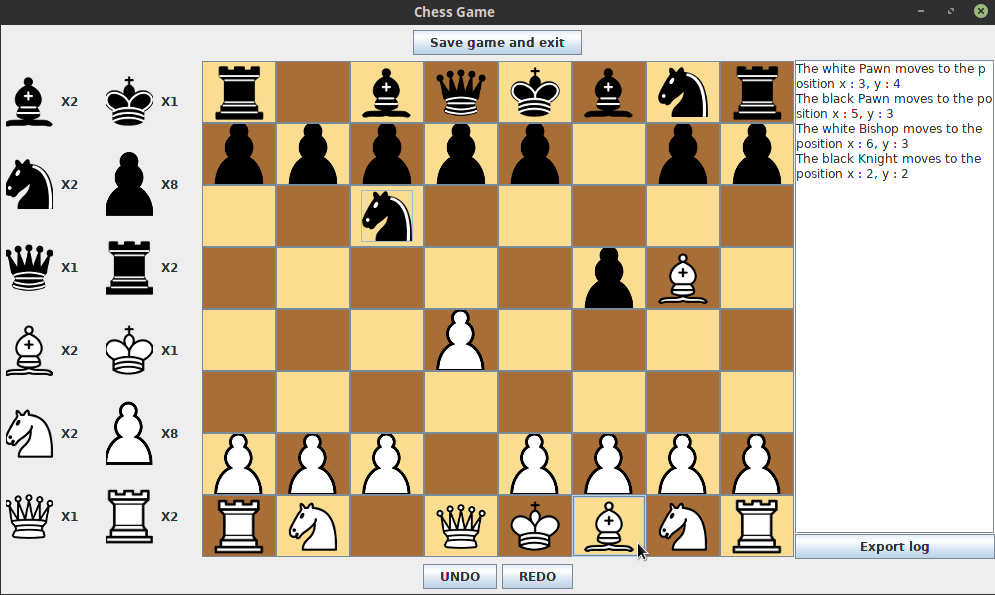 Chess Game
Save game and exit
X2 X1
X2 X8
X1 X2
X2 X1
X2 X8
X1 X2
The white Pawn moves to the p
osition x : 3, y : 4
The black Pawn moves to the po
sition x : 5, y : 3
The white Bishop moves to the
position x : 6, y : 3
The black Knight moves to the
position x : 2, y : 2
Export log
UNDO REDO